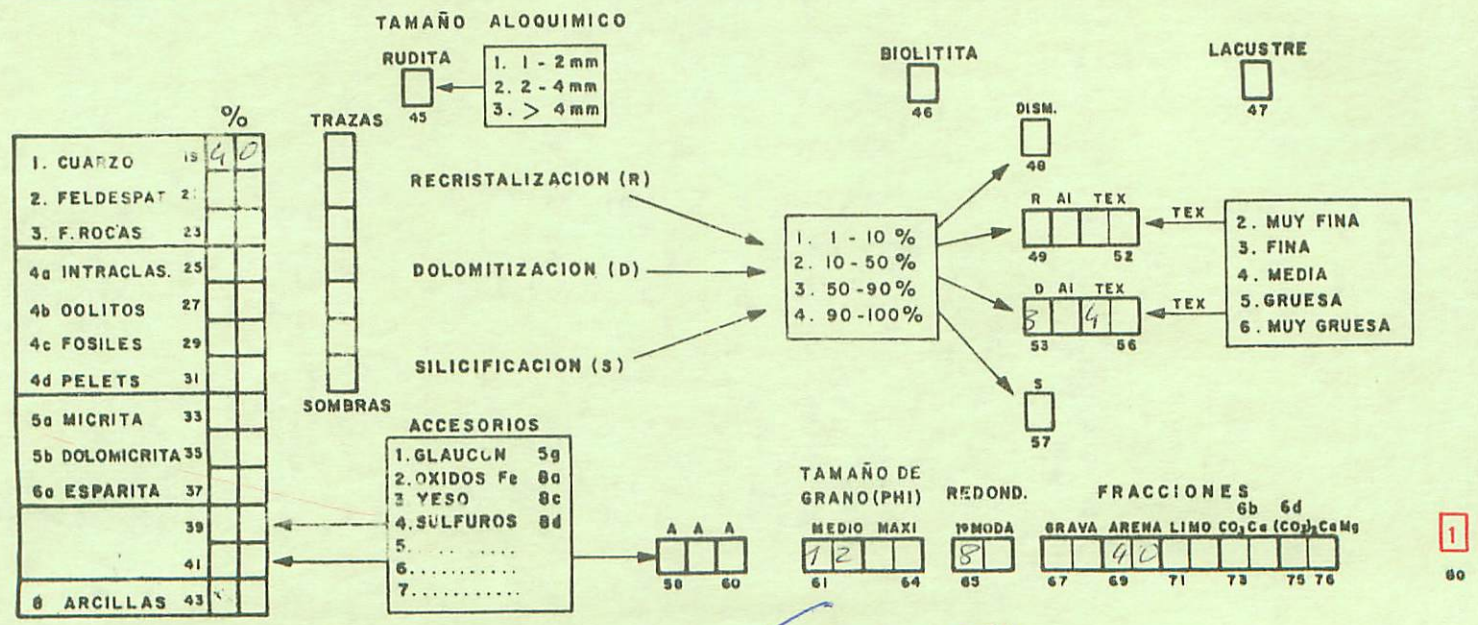 TAMAÑO ALOQUIMICO
RUDITA
45
1. 1 - 2 mm
2. 2 - 4 mm
3. > 4 mm
BIOLITITA
46
LACUSTRE
47
%
1. CUARZO 19 40
2. FELDESPAT 2
3. F. ROCAS 23
4a INTRACLAS. 25
4b OOLITOS 27
4c FOSILES 29
4d PELETS 31
5a MICRITA 33
5b DOLOMICRITA 35
6a ESPARITA 37
39
41
8 ARCILLAS 43
TRAZAS
SOMBRAS
RECRISTALIZACION (R)
DOLOMITIZACION (D)
SILICIFICACION (S)
1. 1 - 10 %
2. 10 - 50 %
3. 50 - 90 %
4. 90 - 100 %
DISM.
48
R AI TEX
49 52
D AI TEX
3 4
53 56
S
57
TEX
TEX
2. MUY FINA
3. FINA
4. MEDIA
5. GRUESA
6. MUY GRUESA
ACCESORIOS
1. GLAUCON 5g
2. OXIDOS Fe 8a
3 YESO 8c
4. SULFUROS 8d
5. . . . . . . . . .
6. . . . . . . . . . .
7. . . . . . . . . . .
A A A
58 60
TAMAÑO DE
GRANO (PHI)
MEDIO MAXI
12
61 64
REDOND.
1ª MODA
8
65
FRACCIONES
6b 6d
GRAVA ARENA LIMO CO₃Ca (CO₃)₂CaMg
40
67 69 71 73 75 76
1
80